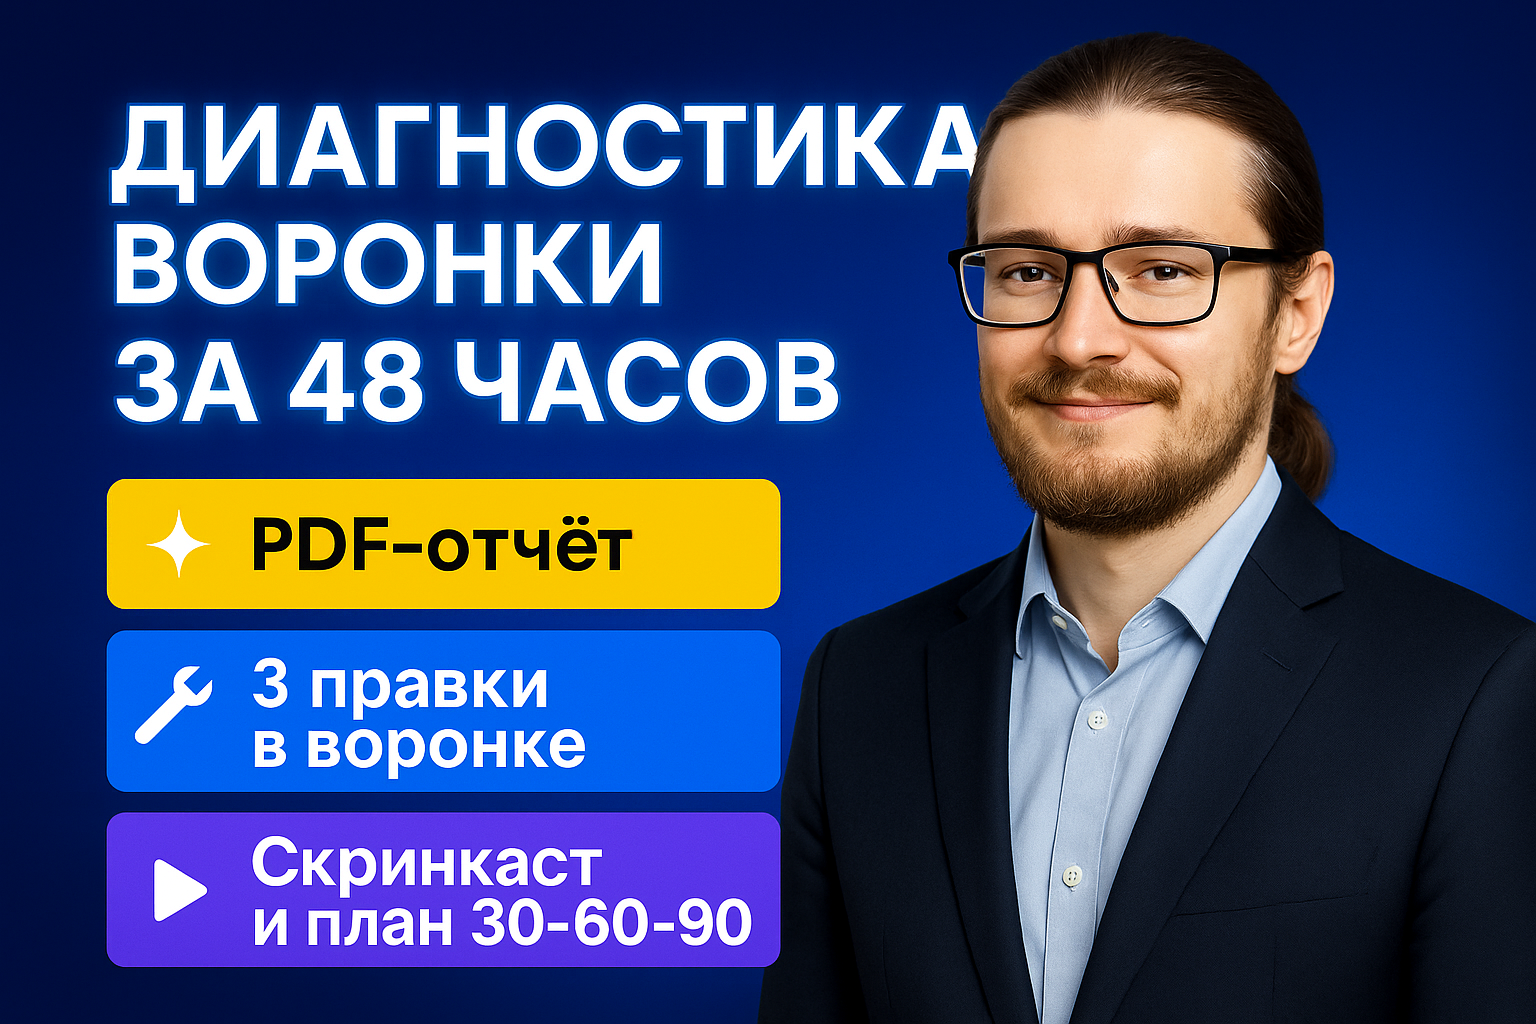 ДИАГНОСТИКА
ВОРОНКИ
ЗА 48 ЧАСОВ
PDF-отчёт
3 правки
в воронке
Скринкаст
и план 30-60-90